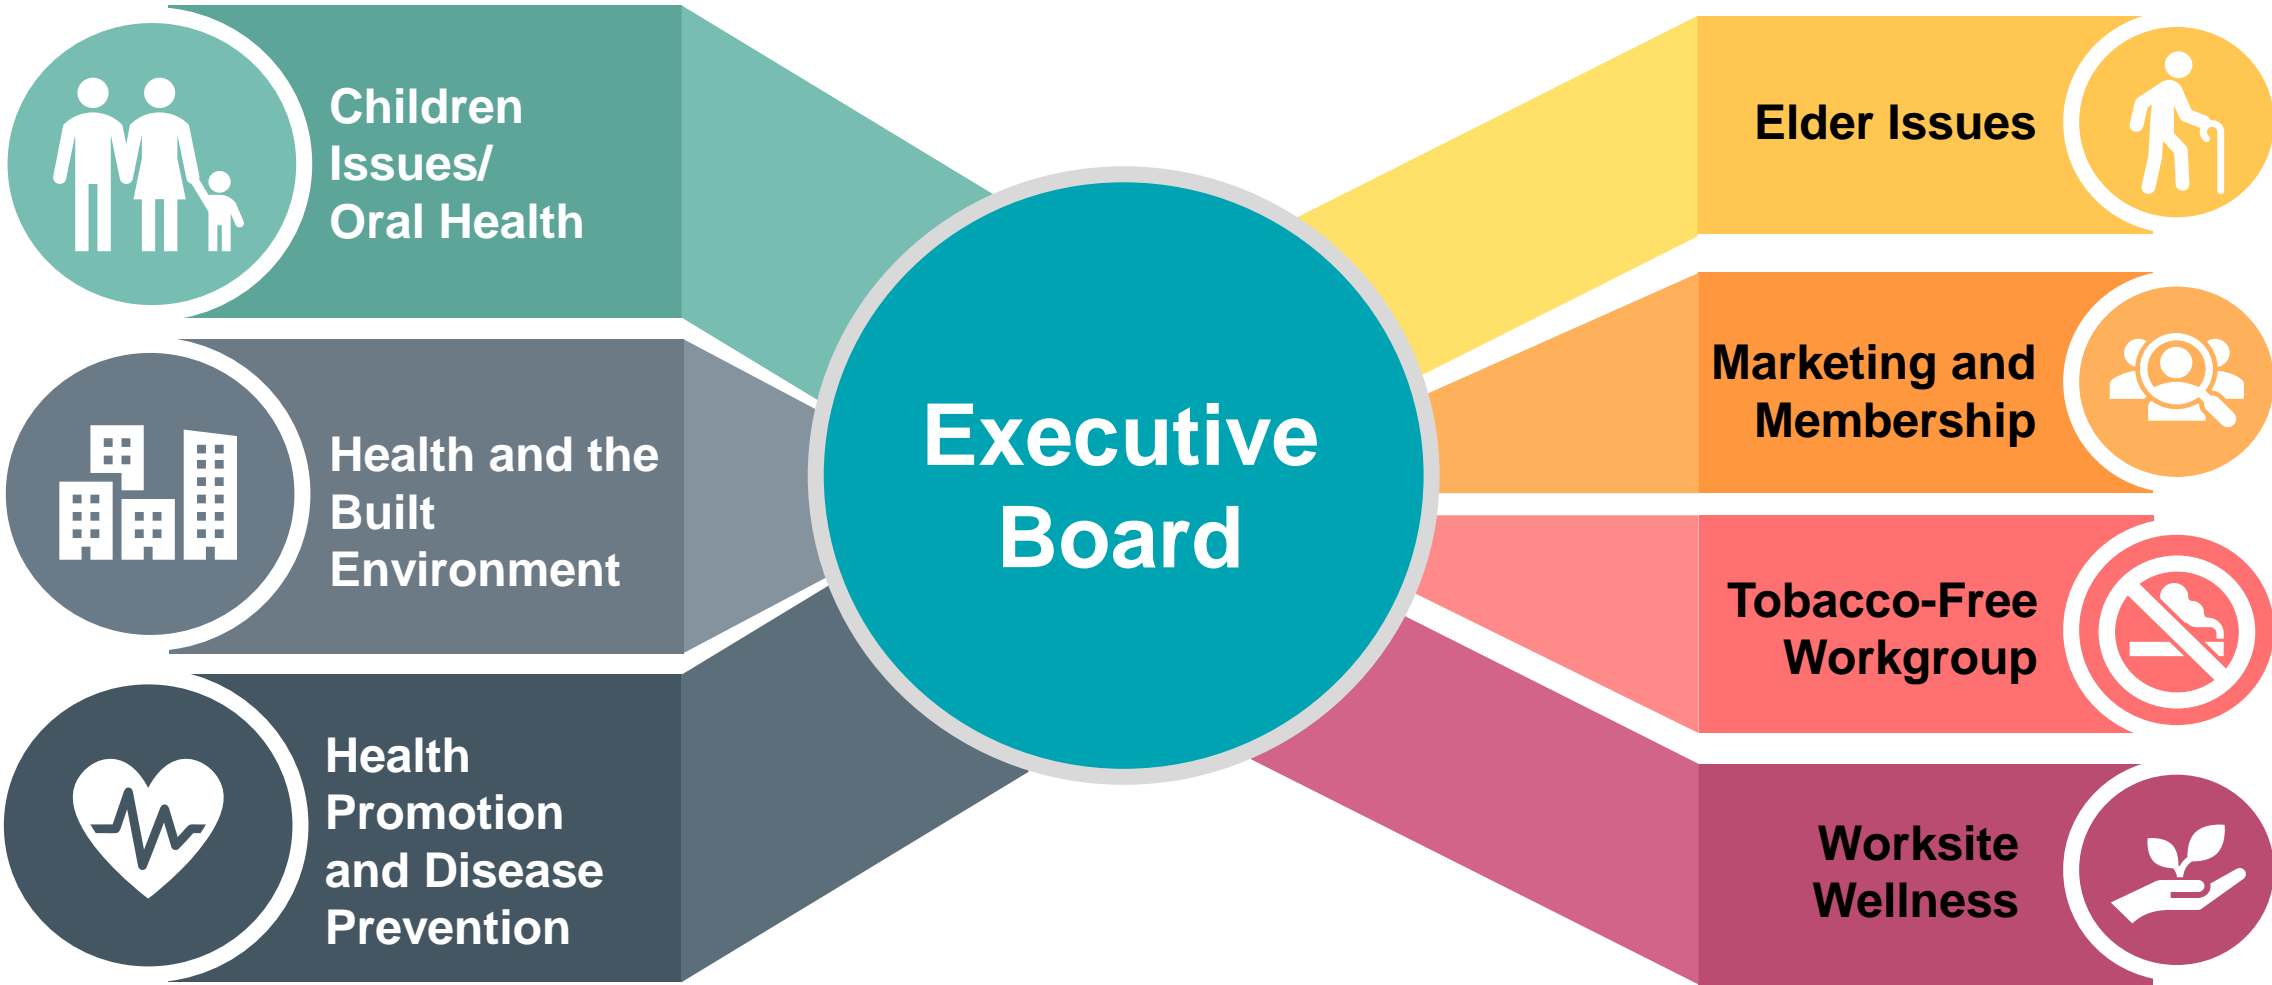 Children
Issues/
Oral Health
Health and the
Built
Environment
Health
Promotion
and Disease
Prevention
Executive
Board
Elder Issues
Marketing and
Membership
Tobacco-Free
Workgroup
Worksite
Wellness